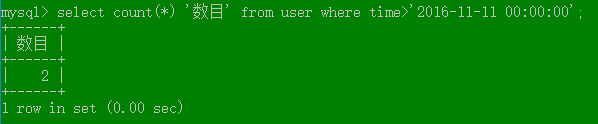 mysql> select count(*) '数目' from user where time>'2016-11-11 00:00:00';
+------+
| 数目 |
+------+
|    2 |
+------+
1 row in set (0.00 sec)